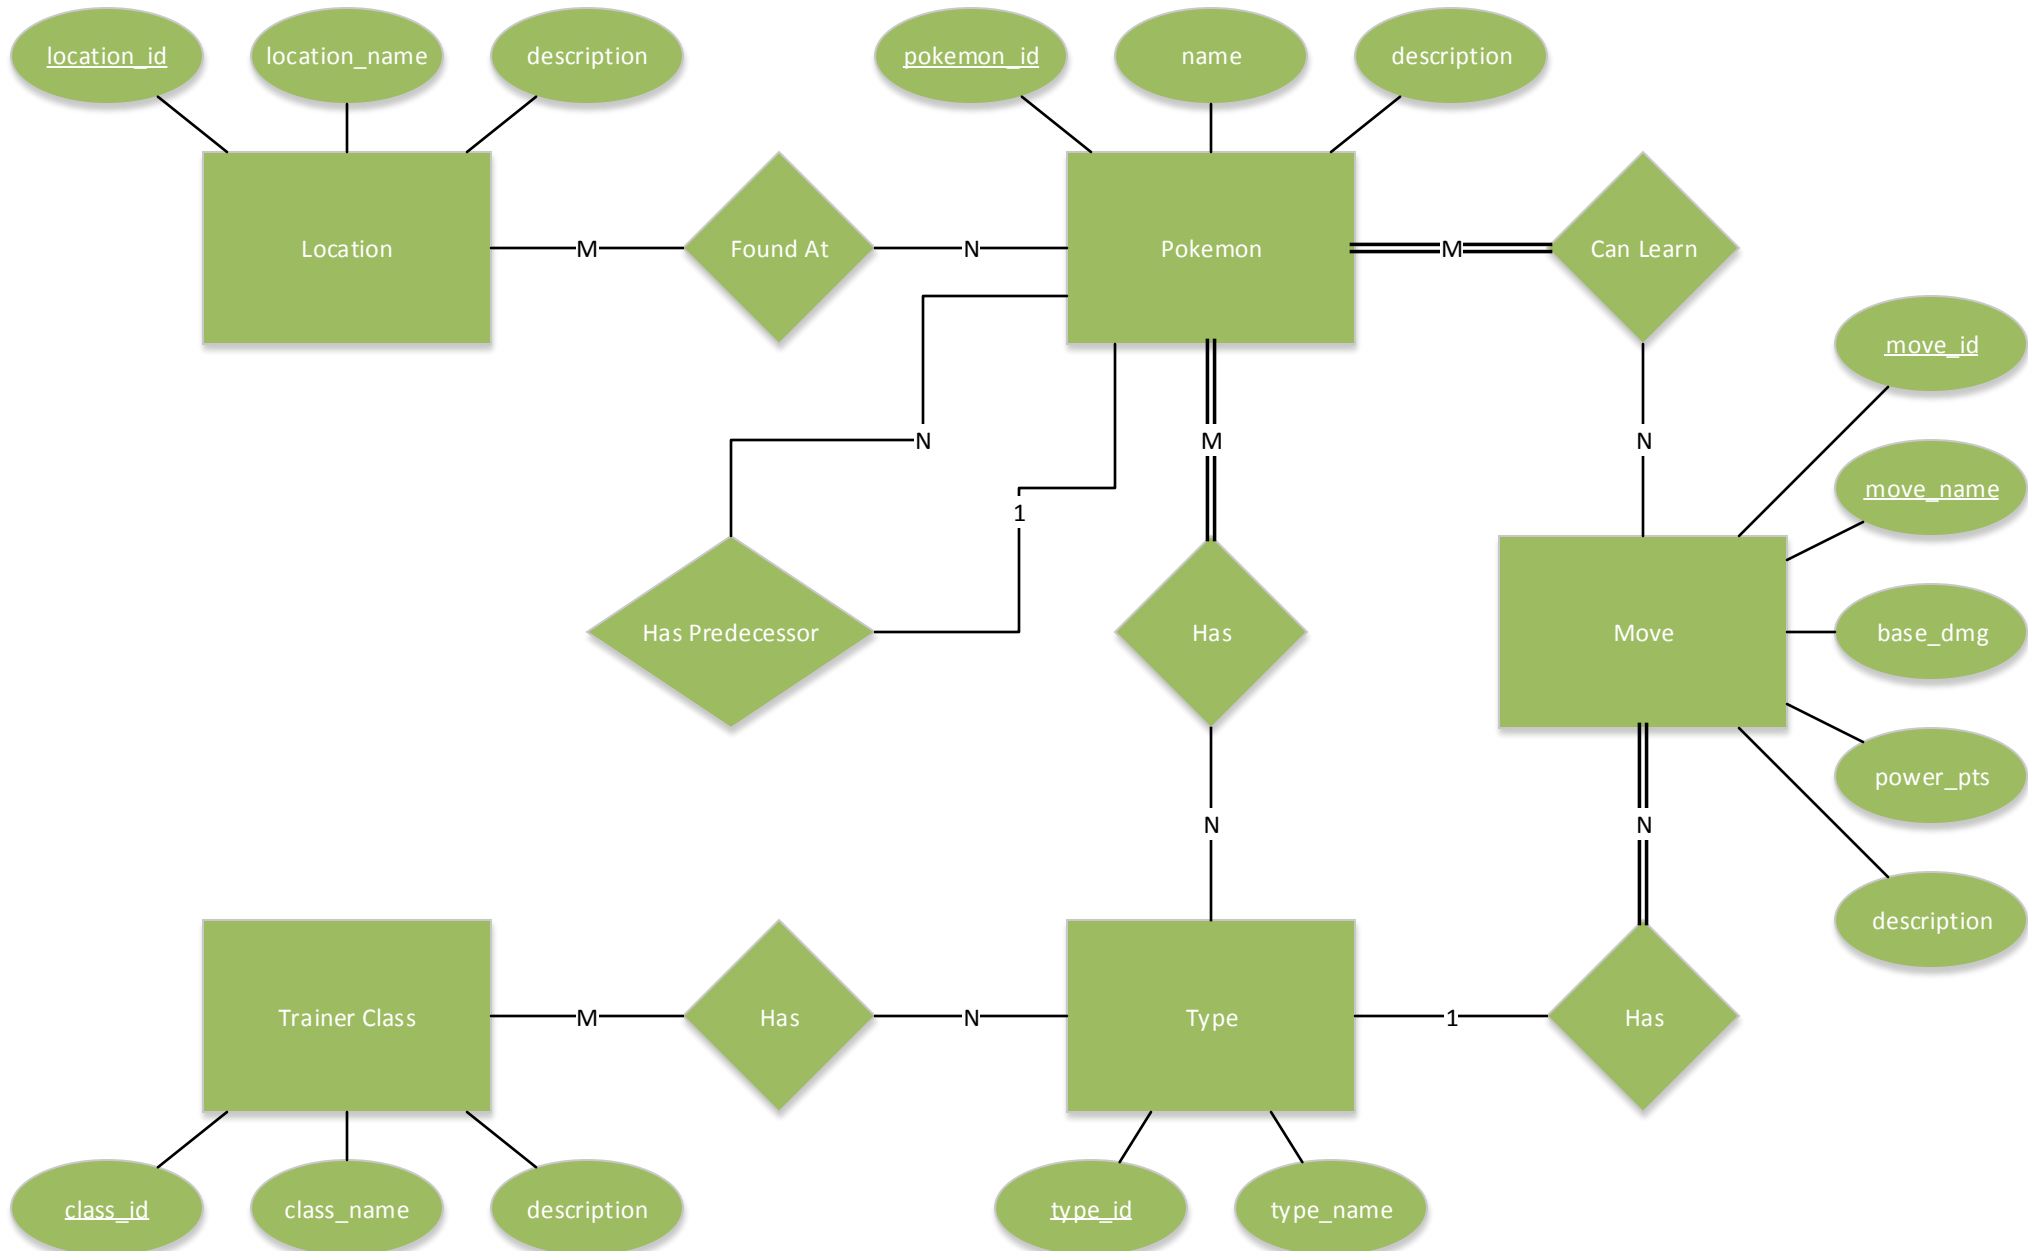 location_id
location_name
description
pokemon_id
name
description
Location
M
Found At
N
Pokemon
M
Can Learn
move_id
N
M
N
move_name
1
Has Predecessor
Has
Move
base_dmg
power_pts
N
N
description
Trainer Class
M
Has
N
Type
1
Has
class_id
class_name
description
type_id
type_name